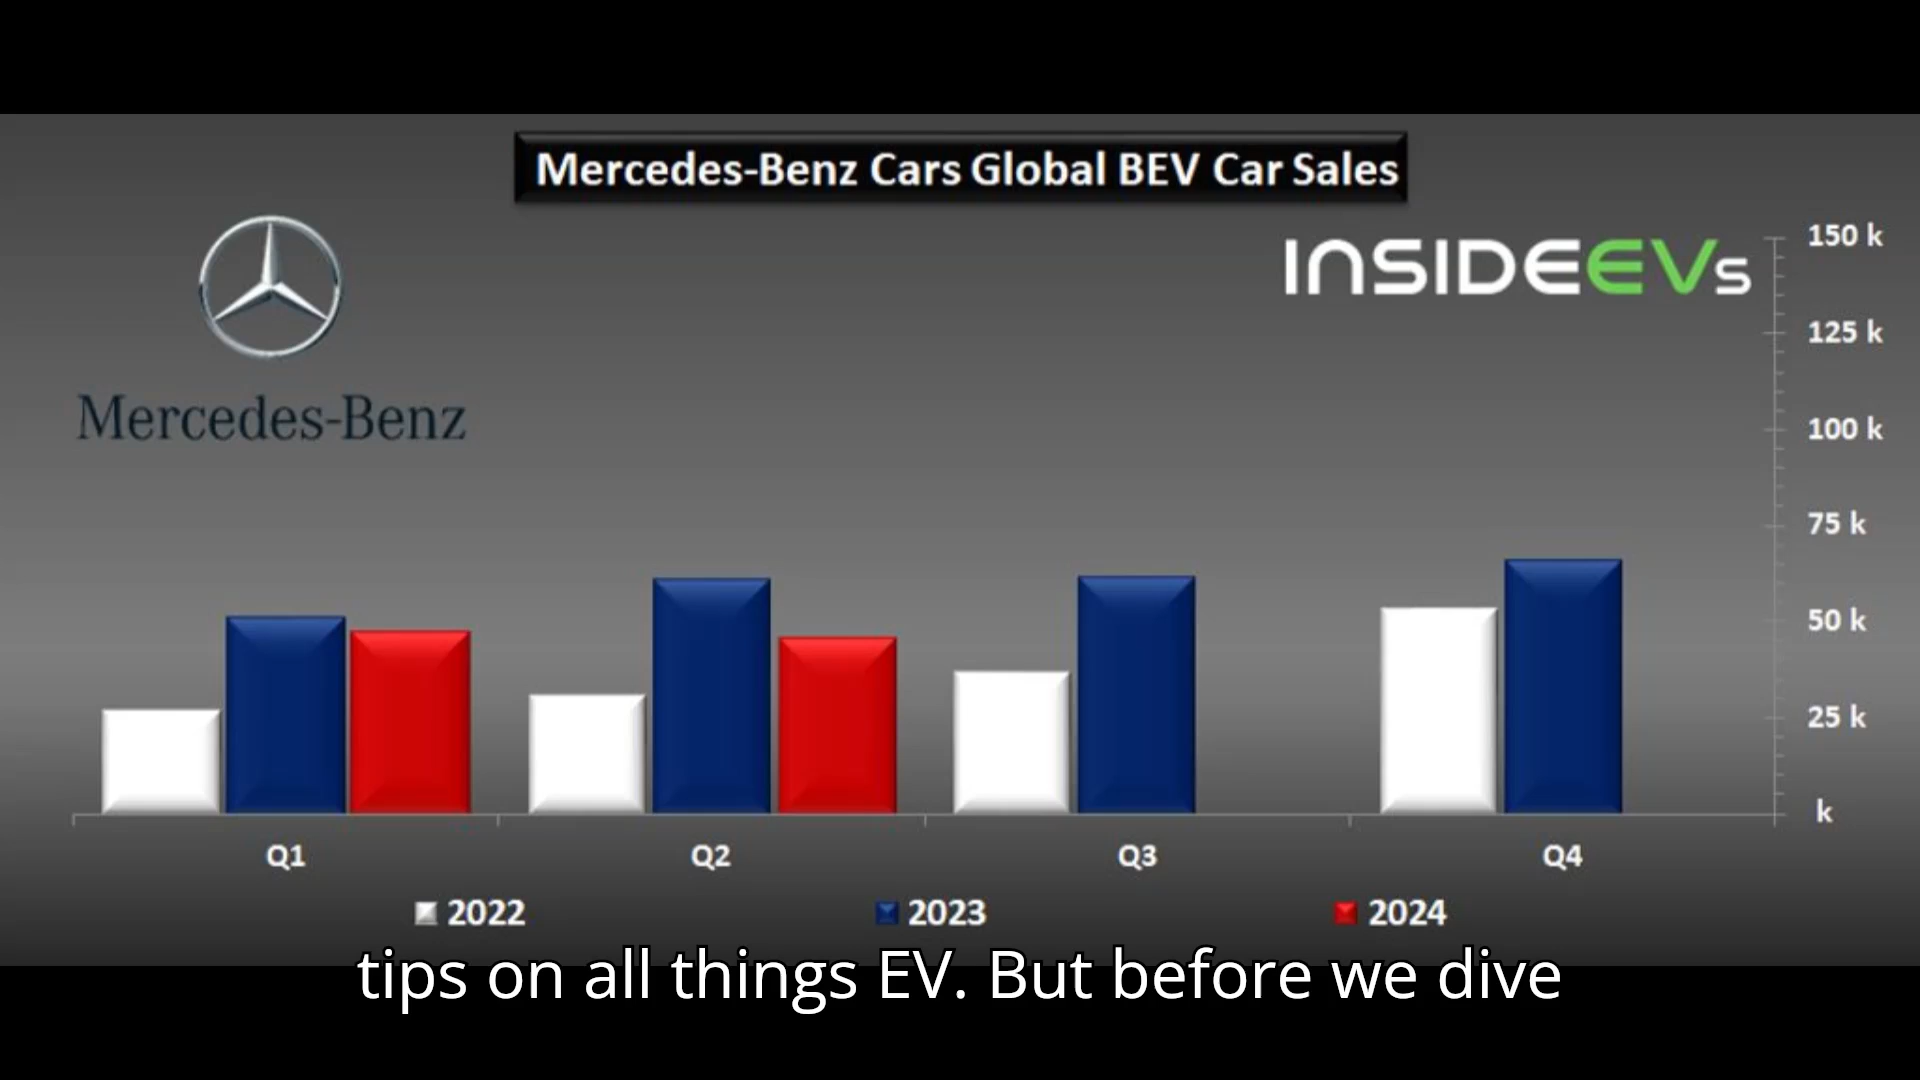 Mercedes-Benz Cars Global BEV Car Sales
Mercedes-Benz
INSIDEEVs
150 k
125 k
100 k
75 k
50 k
25 k
k
Q1 Q2 Q3 Q4
2022 2023 2024
tips on all things EV. But before we dive